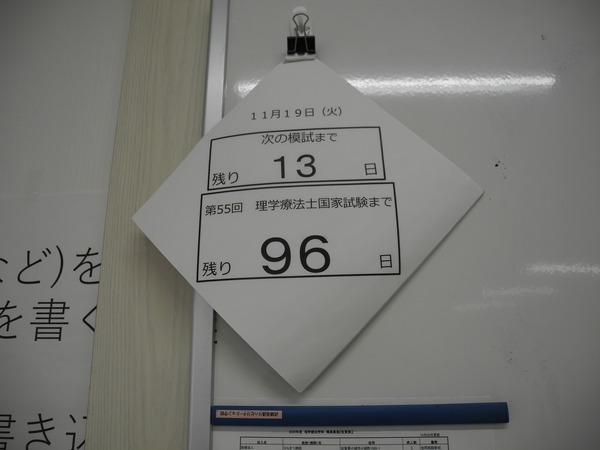 11月19日（火）
次の模試まで
残り 13 日
第55回　理学療法士国家試験まで
残り 96 日
など)を
を書く
書き込